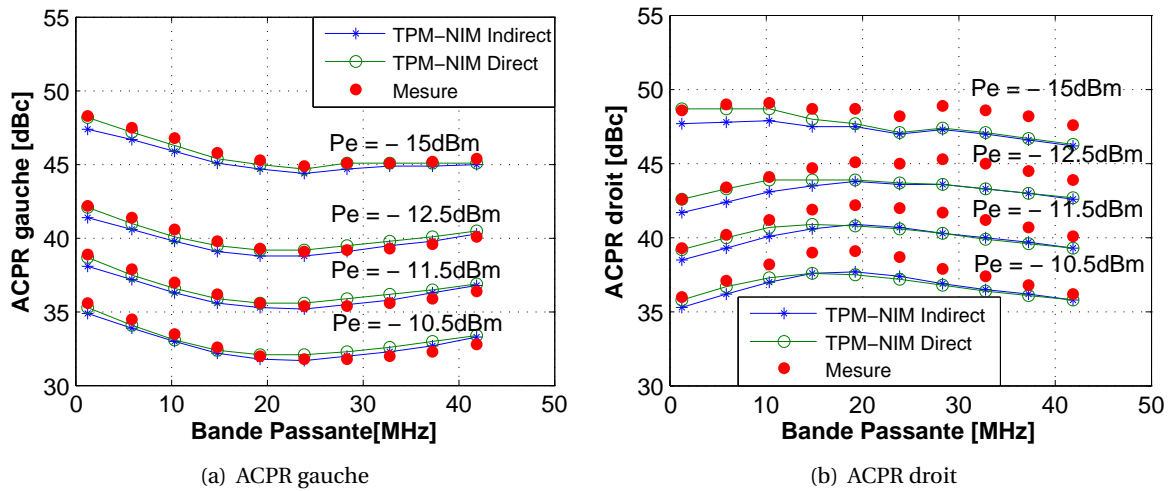 55
50
45
40
35
30
0
10
20
30
40
50
ACPR gauche [dBc]
Bande Passante[MHz]
TPM−NIM Indirect
TPM−NIM Direct
Mesure
Pe = − 15dBm
Pe = − 12.5dBm
Pe = − 11.5dBm
Pe = − 10.5dBm
(a) ACPR gauche
55
50
45
40
35
30
0
10
20
30
40
50
ACPR droit [dBc]
Bande Passante [MHz]
Pe = − 15dBm
Pe = − 12.5dBm
Pe = − 11.5dBm
Pe = − 10.5dBm
TPM−NIM Indirect
TPM−NIM Direct
Mesure
(b) ACPR droit